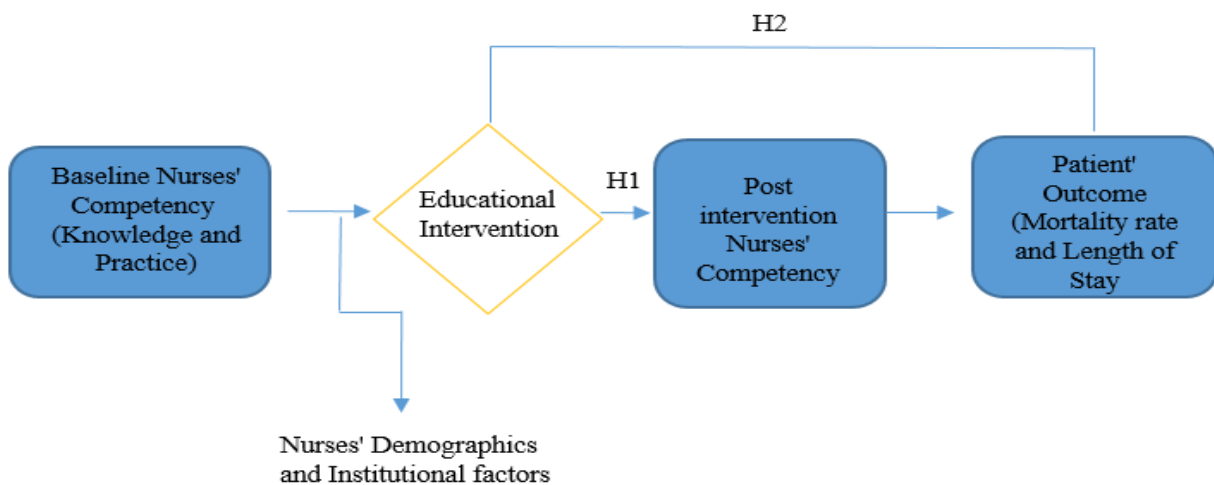 H2
Baseline Nurses'
Competency
(Knowledge and
Practice)
Educational
Intervention
H1
Post
intervention
Nurses'
Competency
Patient'
Outcome
(Mortality rate
and Length of
Stay
Nurses' Demographics
and Institutional factors